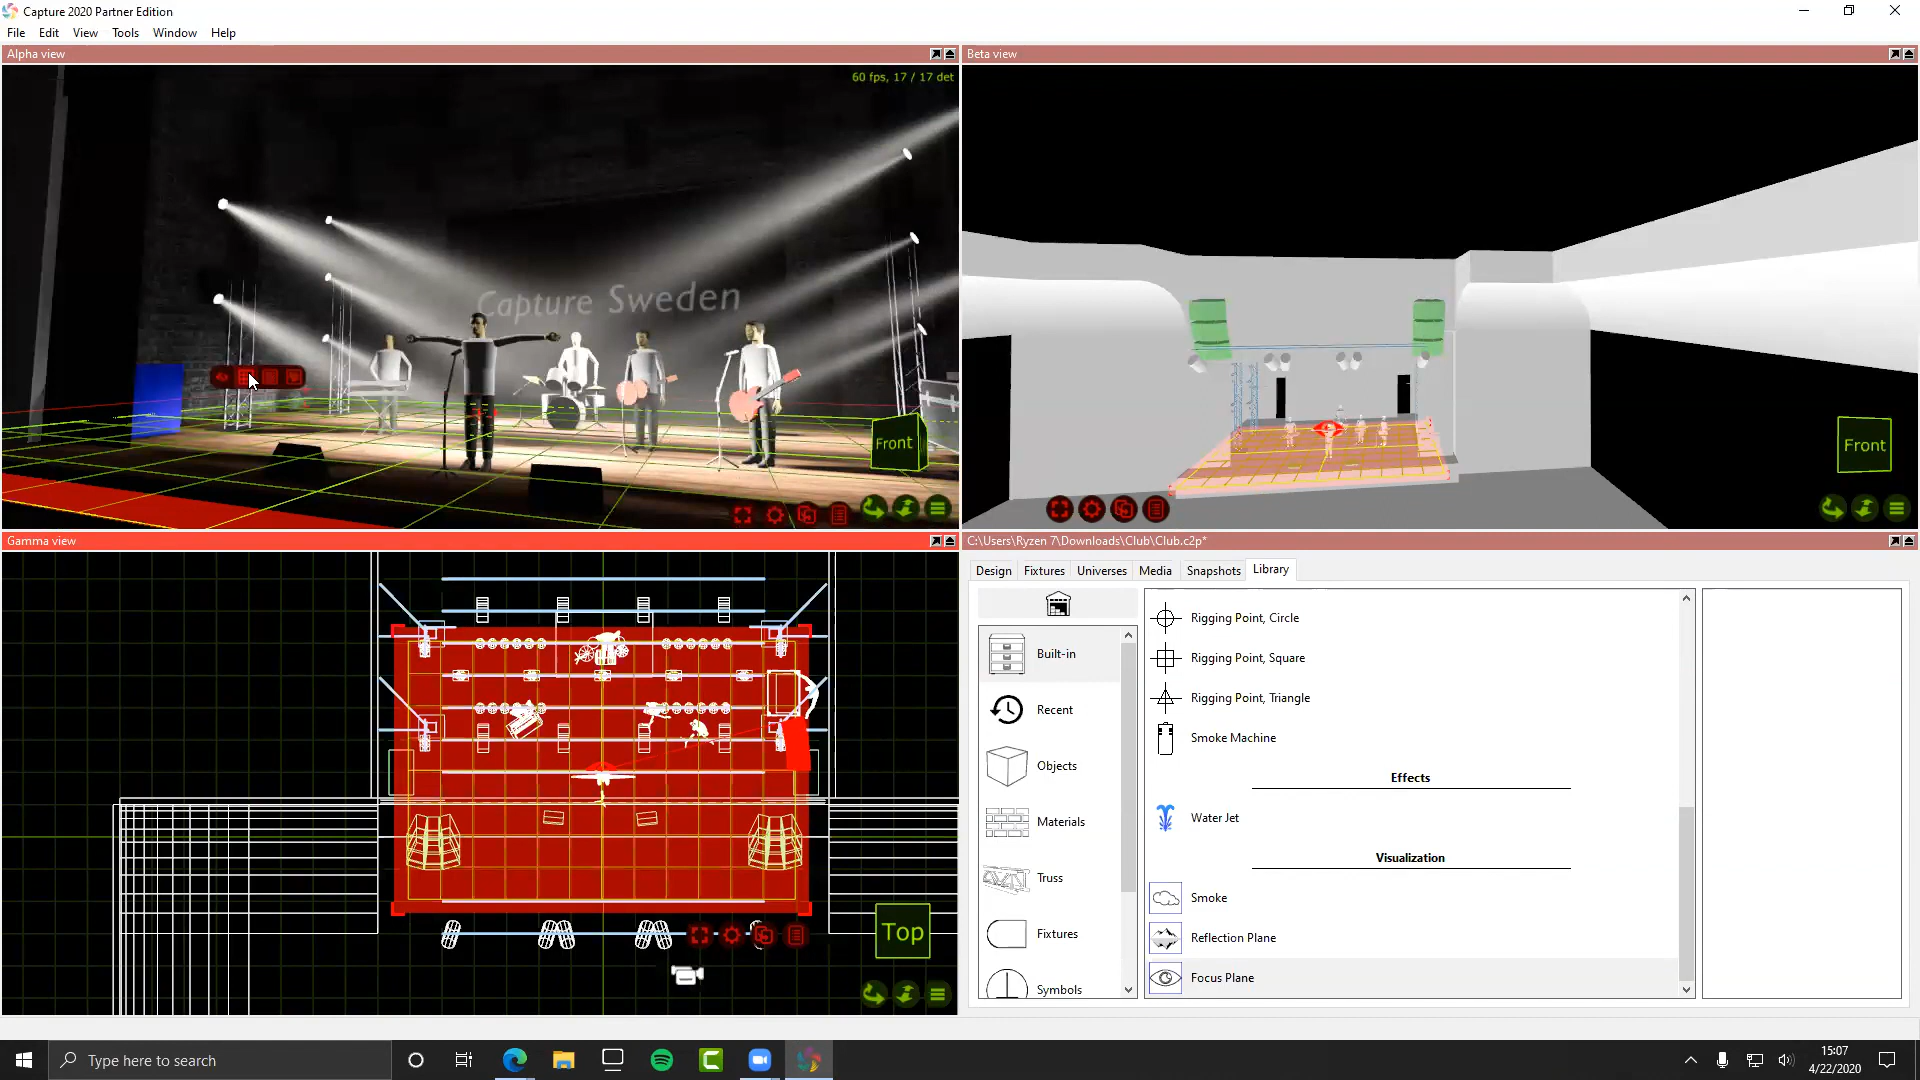 Capture 2020 Partner Edition
File Edit View Tools Window Help
Alpha view
60 fps, 17 / 17 det
Capture Sweden
Front
Beta view
Front
Gamma view
Top
C:\Users\Ryzen 7\Downloads\Club\Club.c2p*
Design Fixtures Universes Media Snapshots Library
Built-in
Recent
Objects
Materials
Truss
Fixtures
Symbols
Rigging Point, Circle
Rigging Point, Square
Rigging Point, Triangle
Smoke Machine
Effects
Water Jet
Visualization
Smoke
Reflection Plane
Focus Plane
Type here to search
15:07
4/22/2020